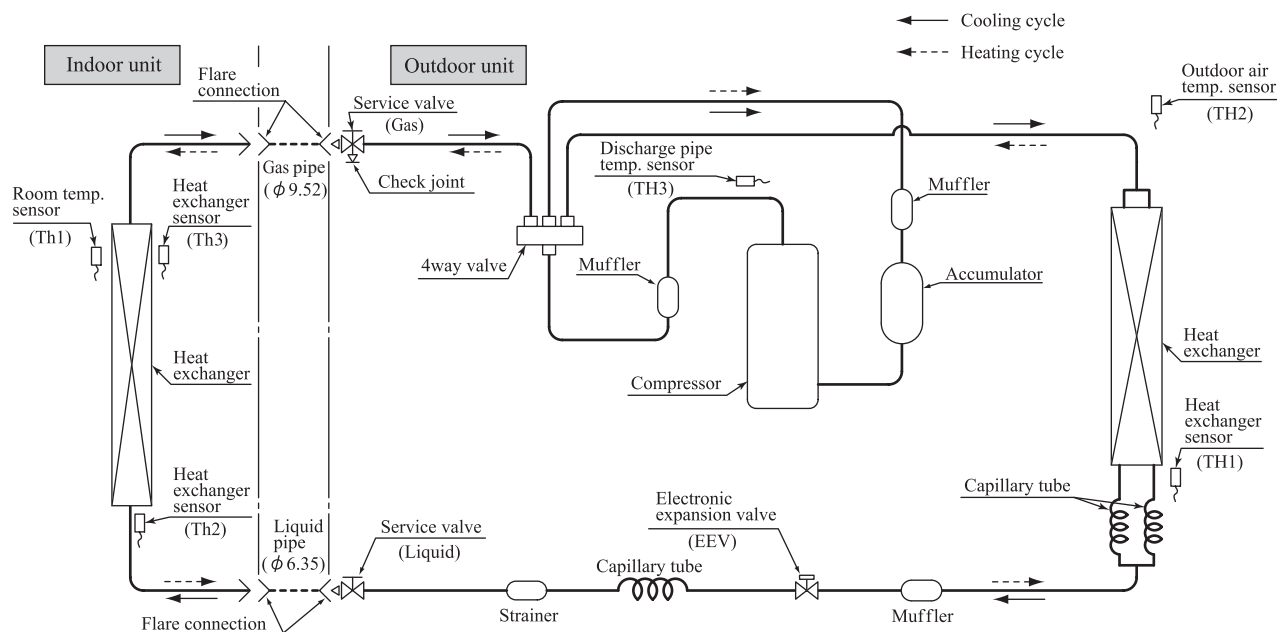 Cooling cycle
Heating cycle
Indoor unit
Outdoor unit
Flare
connection
Service valve
(Gas)
Outdoor air
temp. sensor
(TH2)
Gas pipe
(ϕ9.52)
Check joint
Discharge pipe
temp. sensor
(TH3)
Muffler
Room temp.
sensor
(Th1)
Heat
exchanger
sensor
(Th3)
4way valve
Muffler
Accumulator
Heat
exchanger
Compressor
Heat
exchanger
Heat
exchanger
sensor
(TH1)
Heat
exchanger
sensor
(Th2)
Liquid
pipe
(ϕ6.35)
Service valve
(Liquid)
Electronic
expansion valve
(EEV)
Capillary tube
Capillary tube
Strainer
Muffler
Flare connection